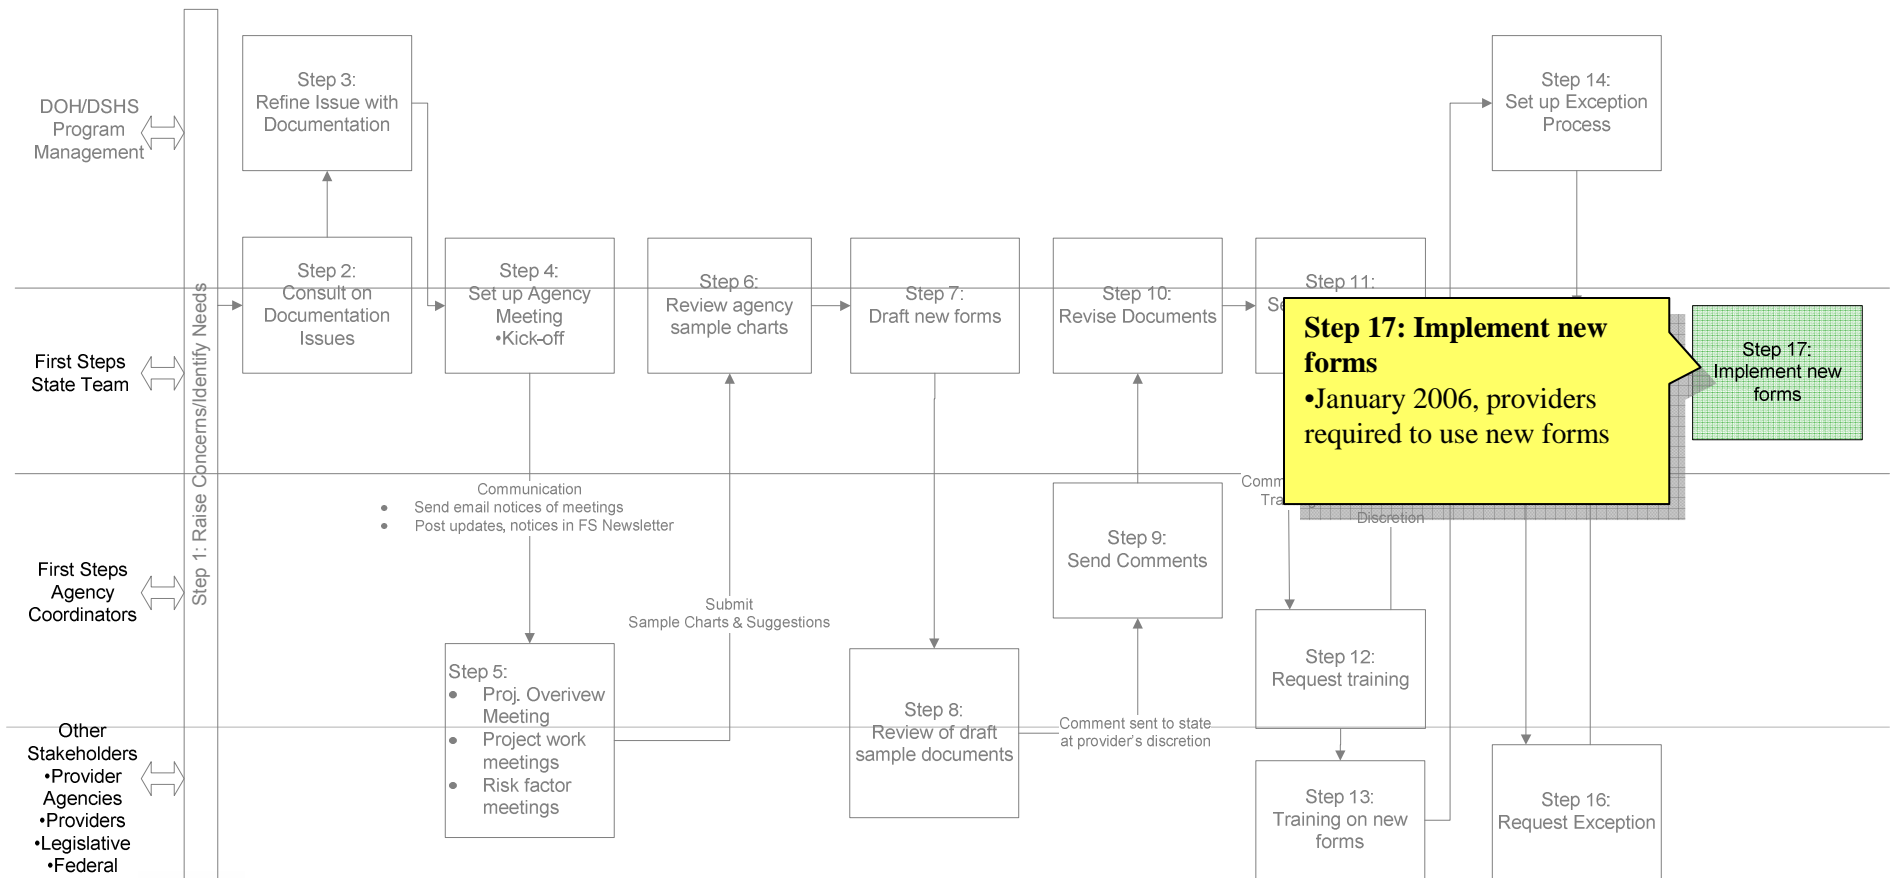 DOH/DSHS
Program
Management
First Steps
State Team
First Steps
Agency
Coordinators
Other
Stakeholders
•Provider
Agencies
•Providers
•Legislative
•Federal
Step 1: Raise Concerns/Identify Needs
Step 3:
Refine Issue with
Documentation
Step 2:
Consult on
Documentation
Issues
Step 4:
Set up Agency
Meeting
•Kick-off
Communication
● Send email notices of meetings
● Post updates, notices in FS Newsletter
Step 5:
● Proj. Overivew
Meeting
● Project work
meetings
● Risk factor
meetings
Submit
Sample Charts & Suggestions
Step 6:
Review agency
sample charts
Step 7:
Draft new forms
Step 8:
Review of draft
sample documents
Comment sent to state
at provider's discretion
Step 9:
Send Comments
Step 10:
Revise Documents
Step 11:
Discretion
Step 12:
Request training
Step 13:
Training on new
forms
Step 14:
Set up Exception
Process
Step 16:
Request Exception
Step 17: Implement new
forms
•January 2006, providers
required to use new forms
Step 17:
Implement new
forms